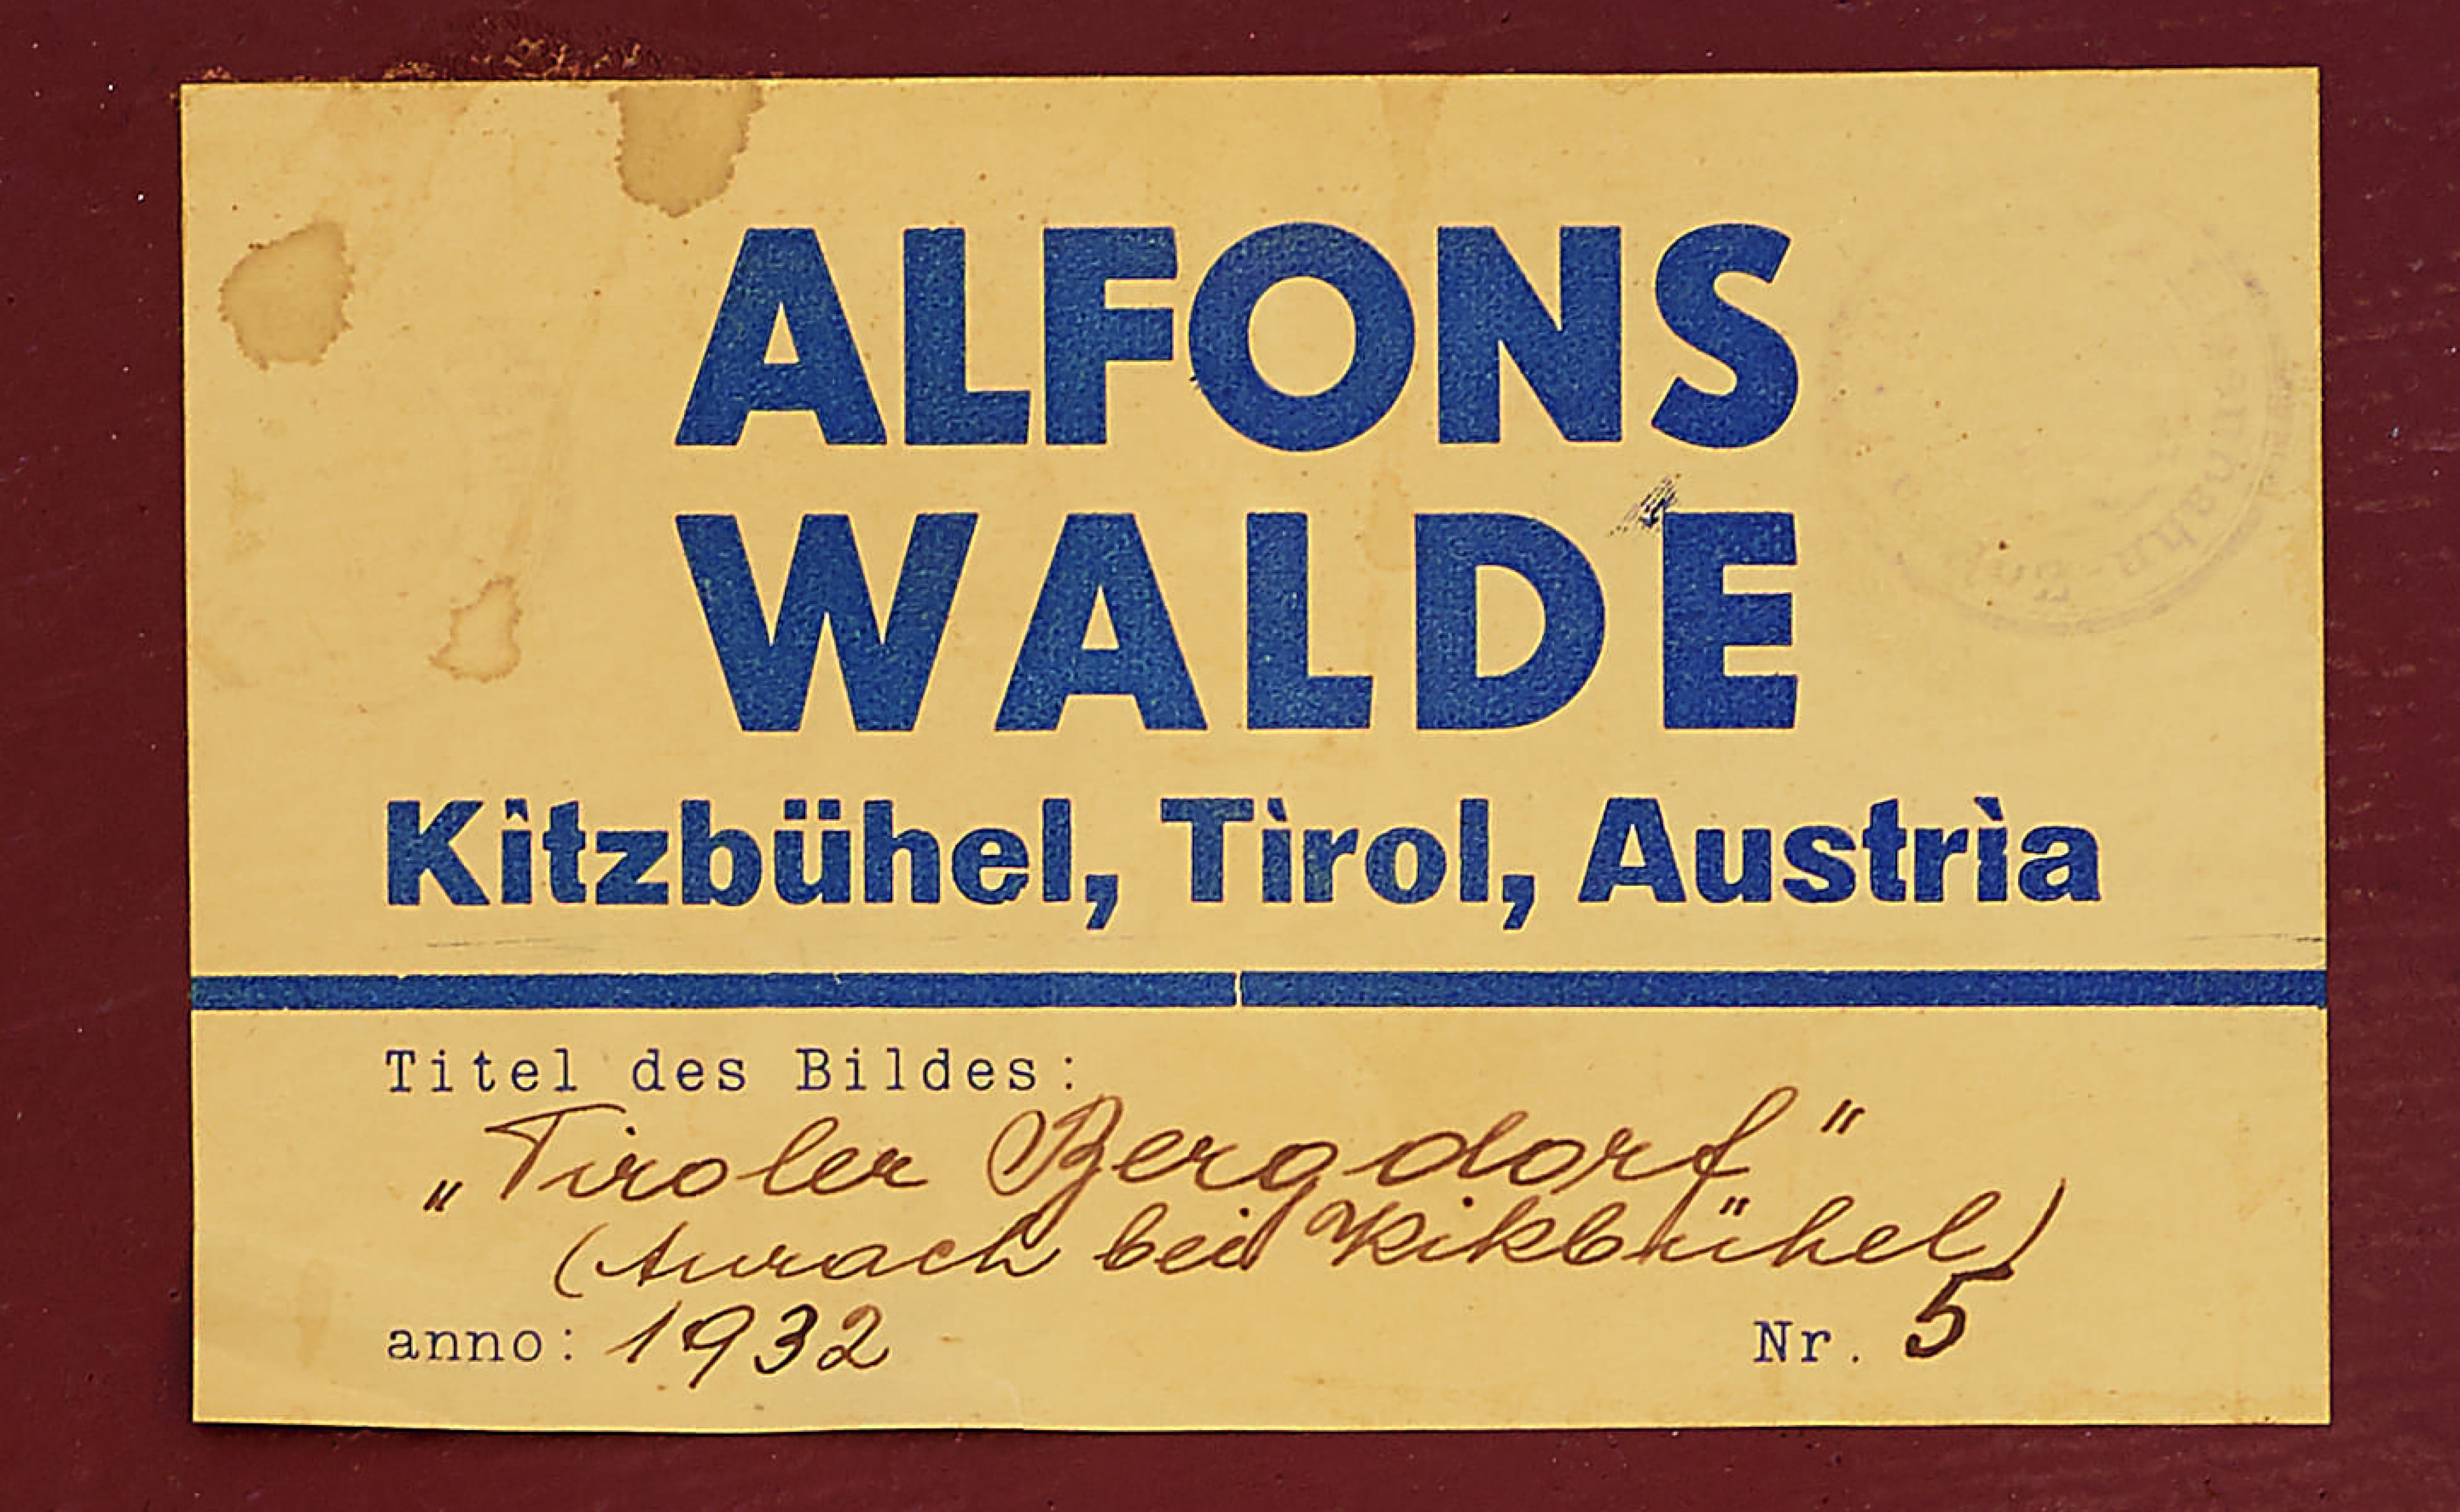 ALFONS
WALDE
Kitzbühel, Tirol, Austria
Titel des Bildes:
„Tiroler Bergdorf"
(Aurach bei Kitzbühel)
anno: 1932 Nr. 5